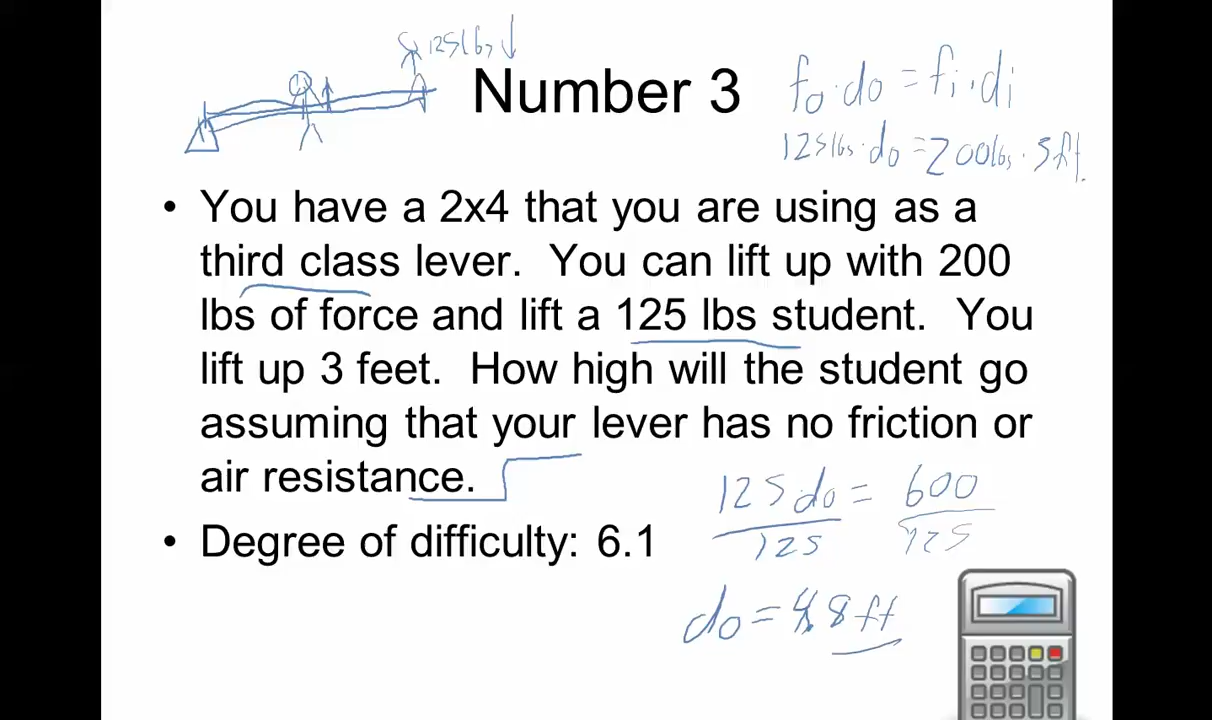 125 lbs ↓
Number 3
fo · do = fi · di
125 lbs · do = 200 lbs · 3 ft.
• You have a 2x4 that you are using as a
third class lever. You can lift up with 200
lbs of force and lift a 125 lbs student. You
lift up 3 feet. How high will the student go
assuming that your lever has no friction or
air resistance.
125 do = 600
125 125
• Degree of difficulty: 6.1
do = 4.8 ft